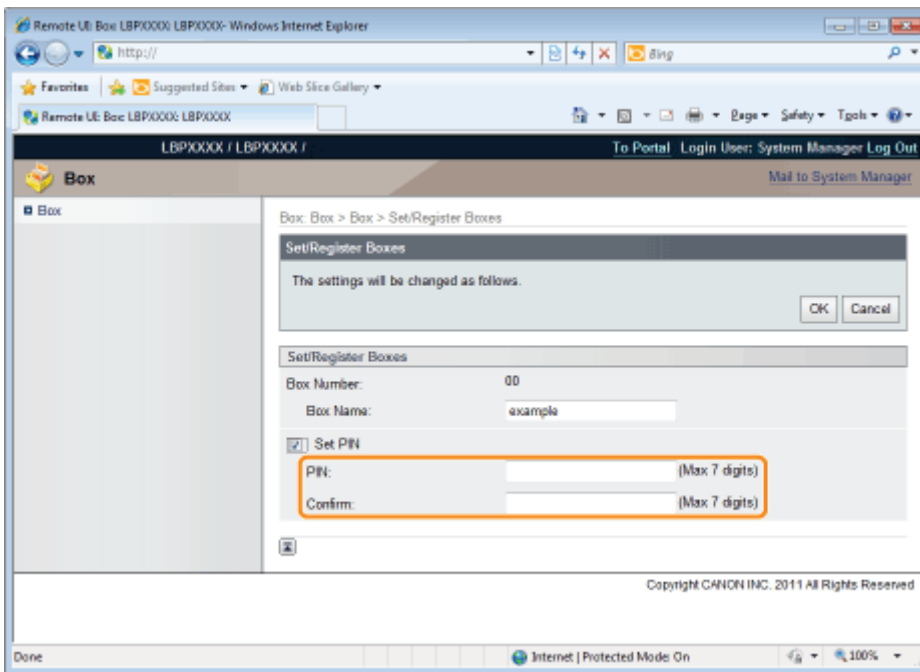 Remote UI: Box: LBPXXXX: LBPXXXX- Windows Internet Explorer
http://
Bing
Favorites Suggested Sites Web Slice Gallery
Remote UI: Box: LBPXXXX: LBPXXXX Page Safety Tools
LBPXXXX / LBPXXXX / To Portal Login User: System Manager Log Out
Box Mail to System Manager
Box
Box: Box > Box > Set/Register Boxes
Set/Register Boxes
The settings will be changed as follows.
OK Cancel
Set/Register Boxes
Box Number: 00
Box Name: example
Set PIN
PIN: (Max 7 digits)
Confirm: (Max 7 digits)
Copyright CANON INC. 2011 All Rights Reserved
Done Internet | Protected Mode: On 100%